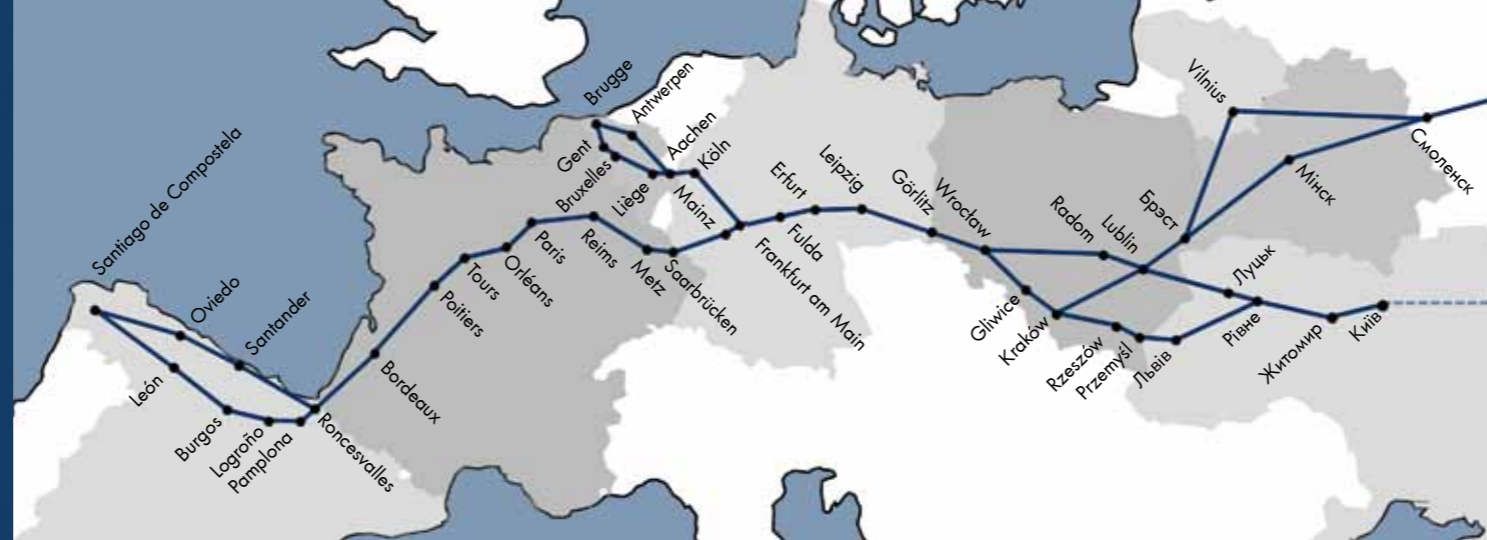 Santiago de Compostela
Oviedo
Santander
León
Burgos
Logroño
Pamplona
Roncesvalles
Bordeaux
Poitiers
Tours
Orléans
Paris
Reims
Metz
Saarbrücken
Brugge
Antwerpen
Gent
Bruxelles
Liège
Aachen
Köln
Mainz
Frankfurt am Main
Fulda
Erfurt
Leipzig
Görlitz
Wrocław
Gliwice
Kraków
Rzeszów
Przemyśl
Львів
Radom
Lublin
Брэст
Vilnius
Мінск
Смоленск
Луцьк
Рівне
Житомир
Київ